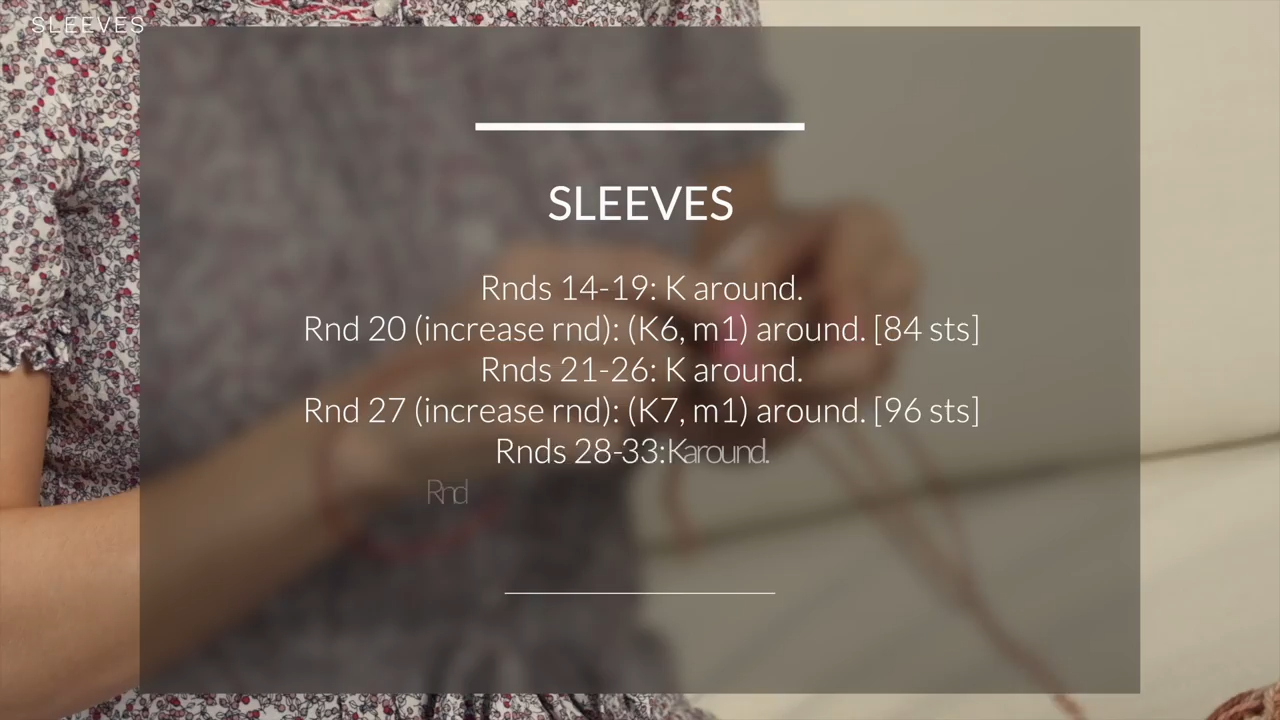 SLEEVES
SLEEVES
Rnds 14-19: K around.
Rnd 20 (increase rnd): (K6, m1) around. [84 sts]
Rnds 21-26: K around.
Rnd 27 (increase rnd): (K7, m1) around. [96 sts]
Rnds 28-33:Karound.
Rnd